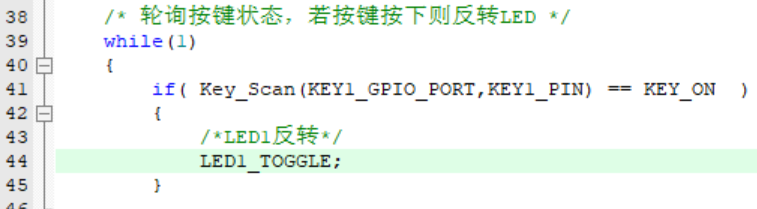 38 /* 轮询按键状态，若按键按下则反转LED */
39 while(1)
40 {
41 if( Key_Scan(KEY1_GPIO_PORT,KEY1_PIN) == KEY_ON  )
42 {
43 /*LED1反转*/
44 LED1_TOGGLE;
45 }